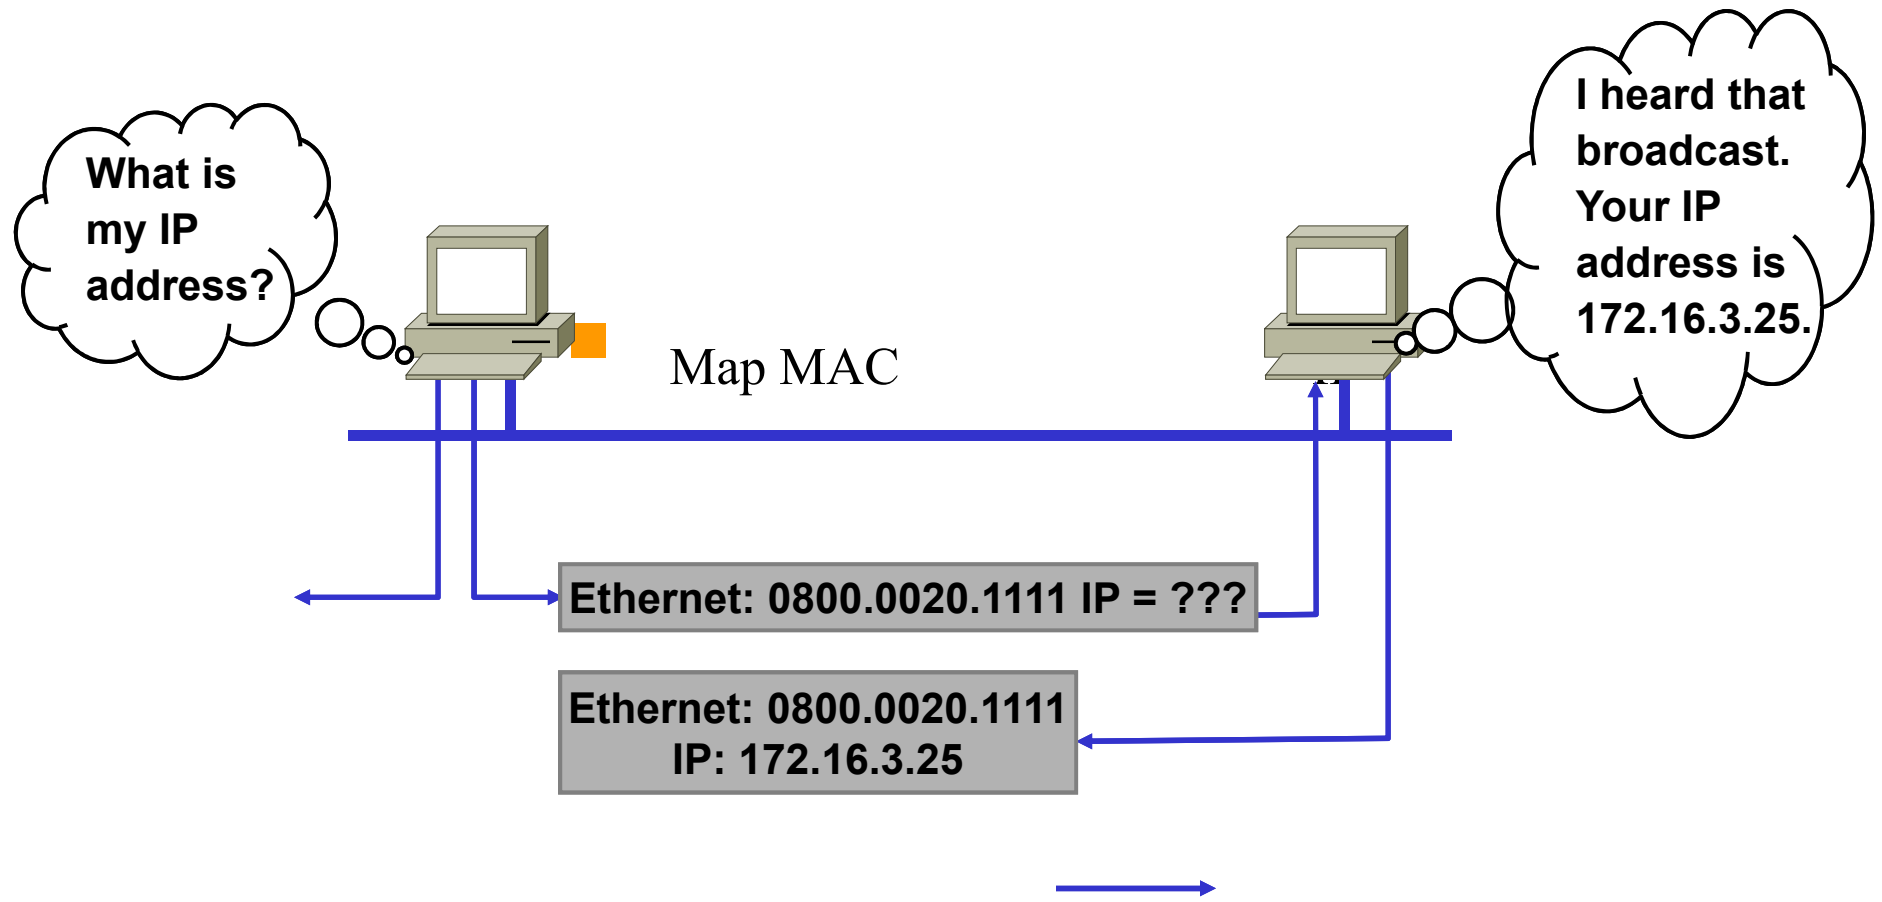 What is
my IP
address?
I heard that
broadcast.
Your IP
address is
172.16.3.25.
Map MAC
Ethernet: 0800.0020.1111 IP = ???
Ethernet: 0800.0020.1111
IP: 172.16.3.25